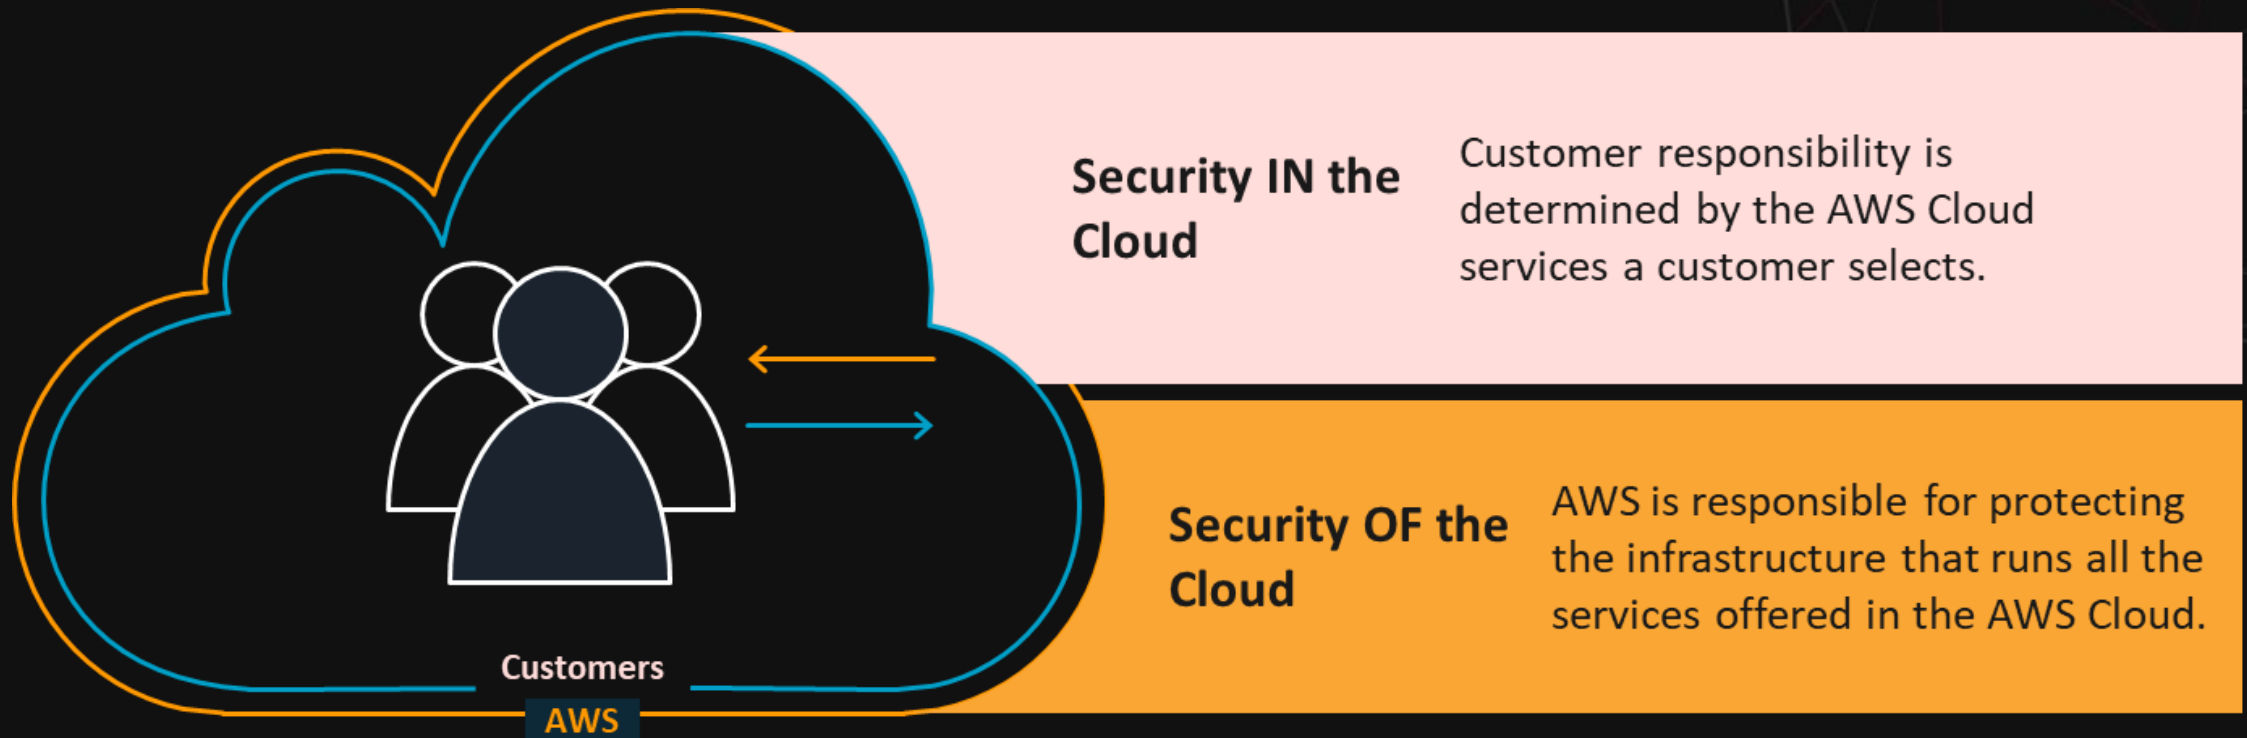 Security IN the
Cloud
Customer responsibility is
determined by the AWS Cloud
services a customer selects.
Security OF the
Cloud
AWS is responsible for protecting
the infrastructure that runs all the
services offered in the AWS Cloud.
Customers
AWS